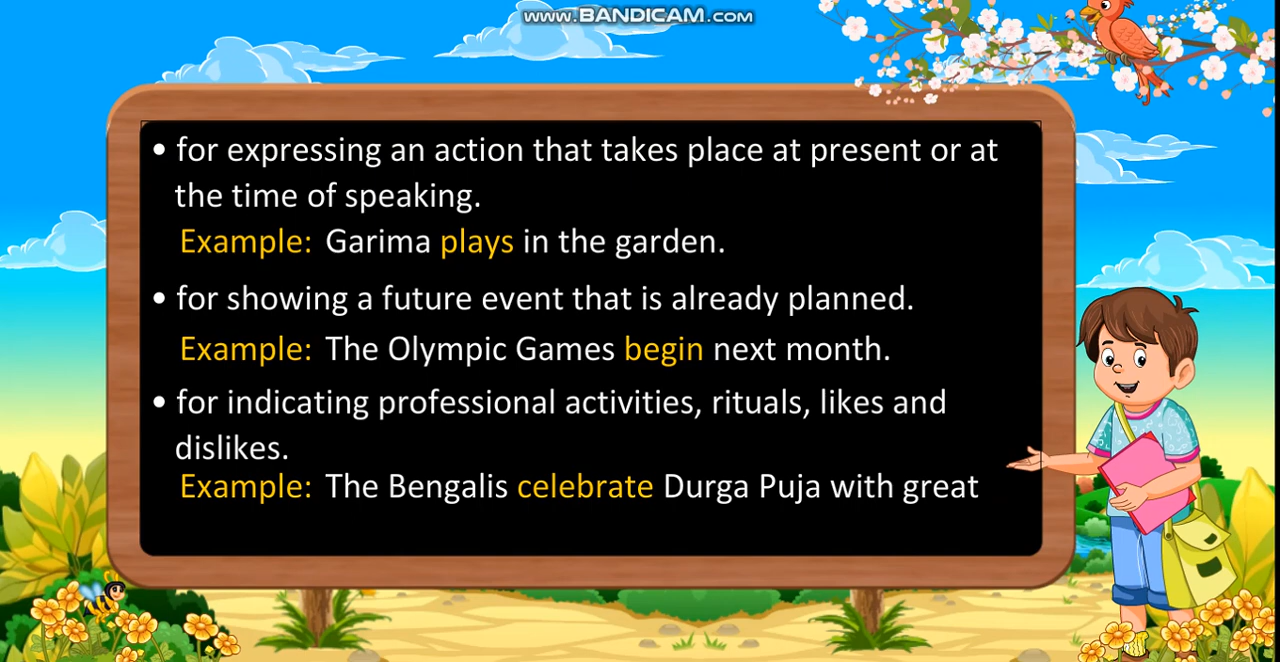 www.BANDICAM.com
• for expressing an action that takes place at present or at
the time of speaking.
Example: Garima plays in the garden.
• for showing a future event that is already planned.
Example: The Olympic Games begin next month.
• for indicating professional activities, rituals, likes and
dislikes.
Example: The Bengalis celebrate Durga Puja with great